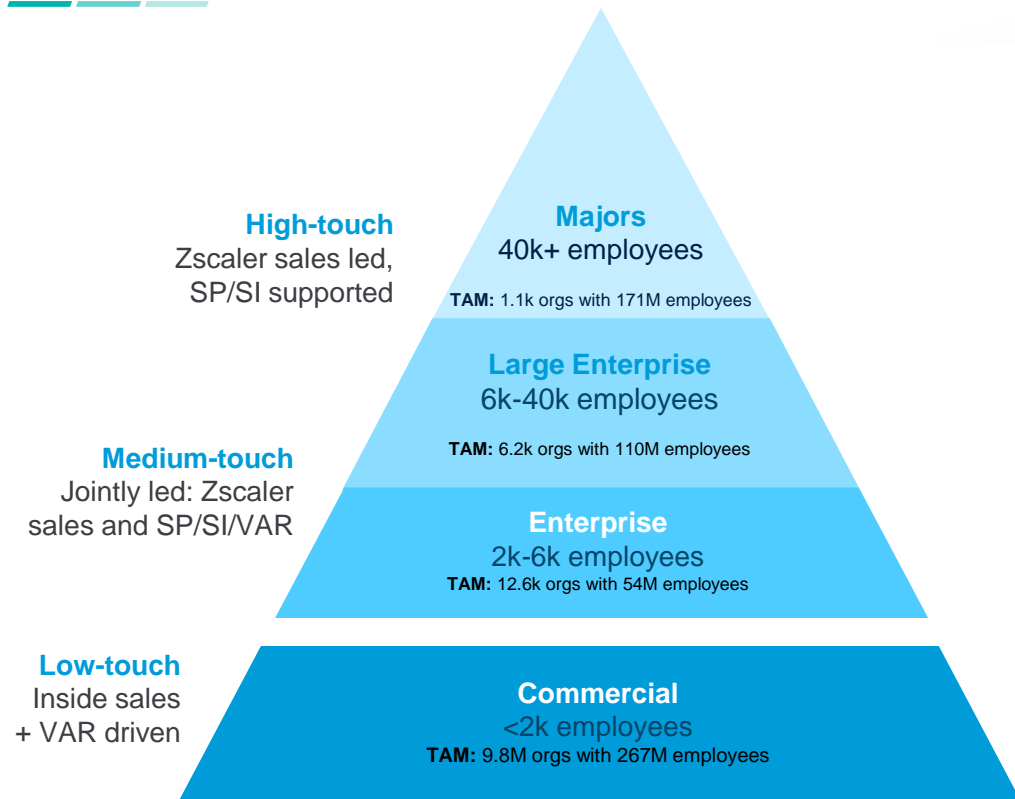 High-touch
Zscaler sales led,
SP/SI supported
Majors
40k+ employees
TAM: 1.1k orgs with 171M employees
Large Enterprise
6k-40k employees
TAM: 6.2k orgs with 110M employees
Medium-touch
Jointly led: Zscaler
sales and SP/SI/VAR
Enterprise
2k-6k employees
TAM: 12.6k orgs with 54M employees
Low-touch
Inside sales
+ VAR driven
Commercial
<2k employees
TAM: 9.8M orgs with 267M employees